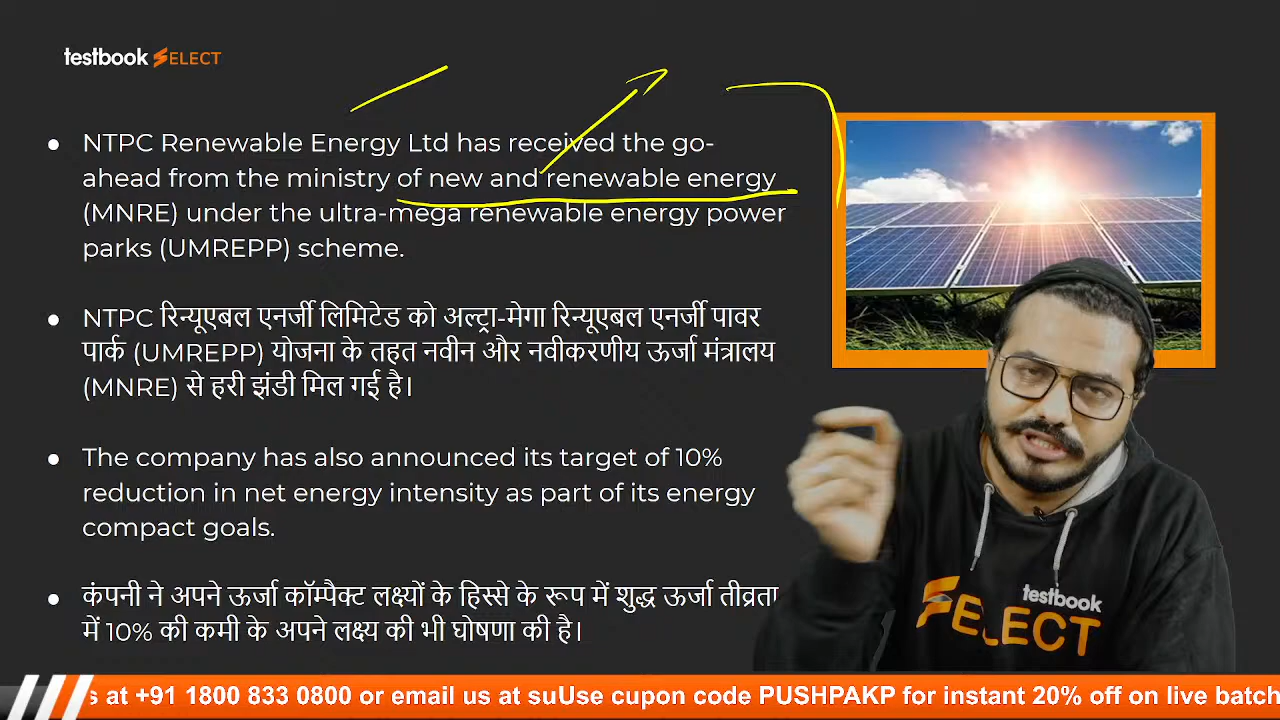 testbook SELECT
NTPC Renewable Energy Ltd has received the go-
ahead from the ministry of new and renewable energy
(MNRE) under the ultra-mega renewable energy power
parks (UMREPP) scheme.
NTPC रिन्यूएबल एनर्जी लिमिटेड को अल्ट्रा-मेगा रिन्यूएबल एनर्जी पावर
पार्क (UMREPP) योजना के तहत नवीन और नवीकरणीय ऊर्जा मंत्रालय
(MNRE) से हरी झंडी मिल गई है।
The company has also announced its target of 10%
reduction in net energy intensity as part of its energy
compact goals.
कंपनी ने अपने ऊर्जा कॉम्पैक्ट लक्ष्यों के हिस्से के रूप में शुद्ध ऊर्जा तीव्रता
में 10% की कमी के अपने लक्ष्य की भी घोषणा की है।
testbook
SELECT
s at +91 1800 833 0800 or email us at suUse cupon code PUSHPAKP for instant 20% off on live batch